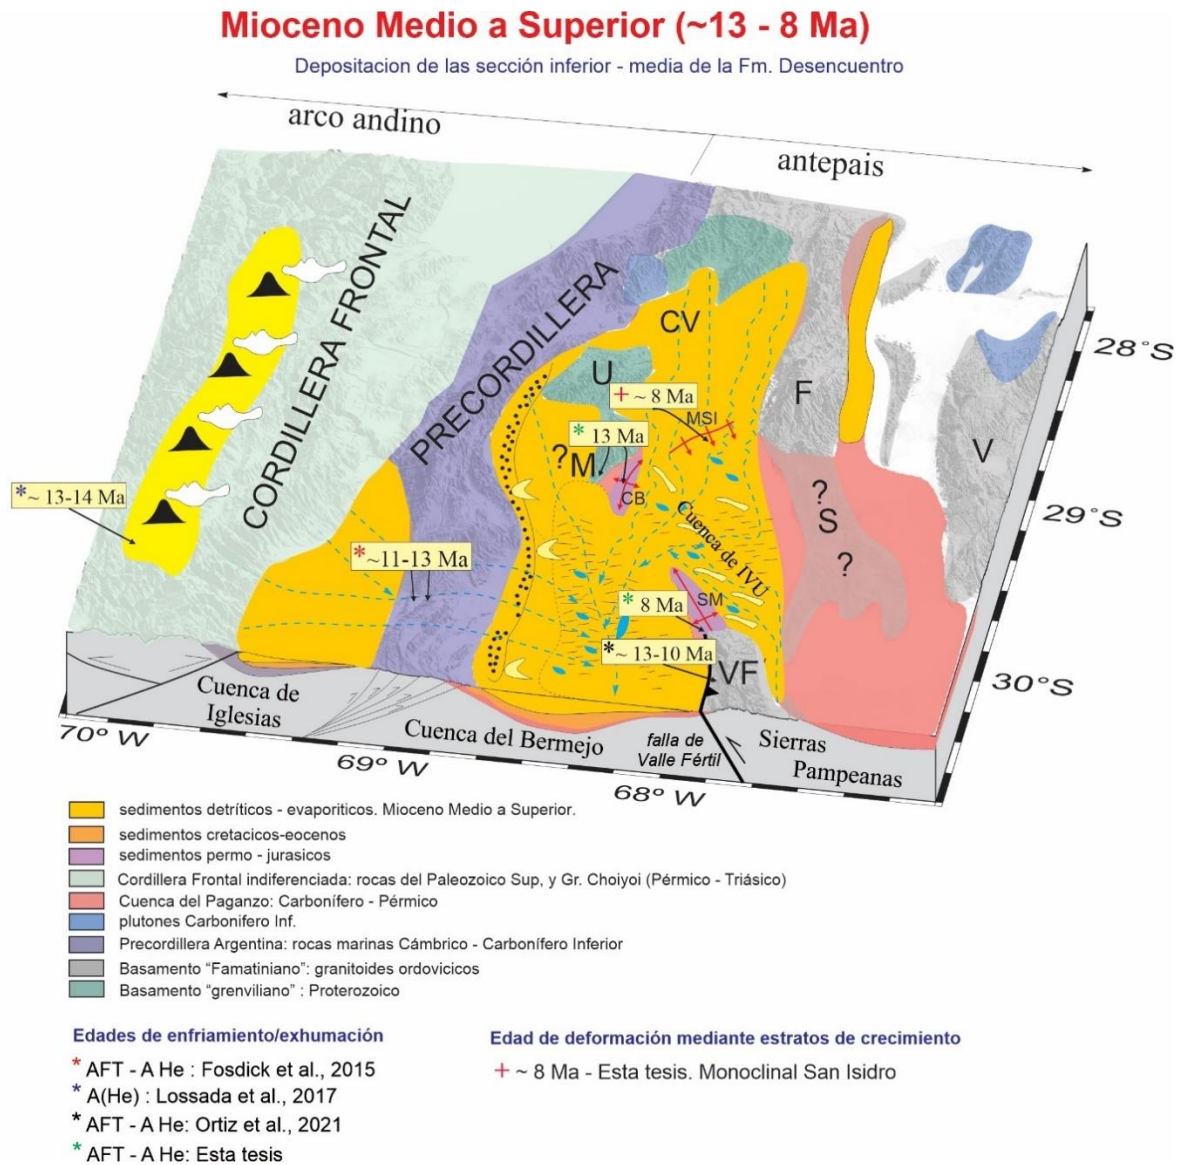 Mioceno Medio a Superior (~13 - 8 Ma)
Depositacion de las sección inferior - media de la Fm. Desencuentro
arco andino
antepais
CORDILLERA FRONTAL
PRECORDILLERA
CV
U
+ ~ 8 Ma
MSI
F
* 13 Ma
?
M
CB
V
28°S
*~ 13-14 Ma
Cuenca de IVU
?
S
?
29°S
*~11-13 Ma
* 8 Ma
SM
*~ 13-10 Ma
VF
30°S
Cuenca de
Iglesias
Cuenca del Bermejo
falla de
Valle Fértil
Sierras
Pampeanas
70° W
69° W
68° W
sedimentos detríticos - evaporiticos. Mioceno Medio a Superior.
sedimentos cretacicos-eocenos
sedimentos permo - jurasicos
Cordillera Frontal indiferenciada: rocas del Paleozoico Sup, y Gr. Choiyoi (Pérmico - Triásico)
Cuenca del Paganzo: Carbonífero - Pérmico
plutones Carbonifero Inf.
Precordillera Argentina: rocas marinas Cámbrico - Carbonífero Inferior
Basamento "Famatiniano": granitoides ordovicicos
Basamento "grenviliano" : Proterozoico
Edades de enfriamiento/exhumación
* AFT - A He : Fosdick et al., 2015
* A(He) : Lossada et al., 2017
* AFT - A He: Ortiz et al., 2021
* AFT - A He: Esta tesis
Edad de deformación mediante estratos de crecimiento
+ ~ 8 Ma - Esta tesis. Monoclinal San Isidro